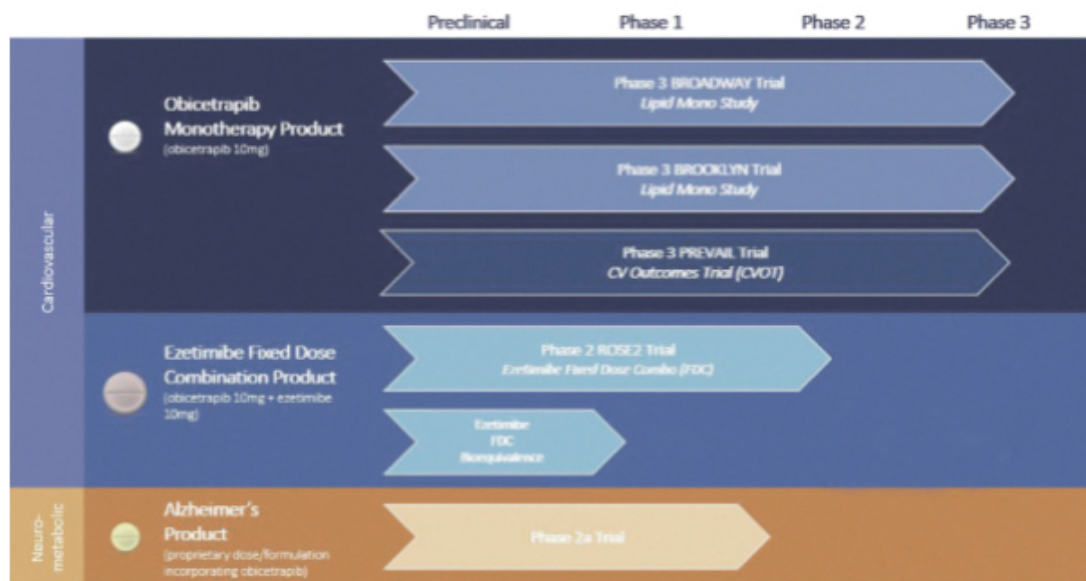 Preclinical Phase 1 Phase 2 Phase 3
Cardiovascular
Obicetrapib
Monotherapy Product
(obicetrapib 10mg)
Phase 3 BROADWAY Trial
Lipid Mono Study
Phase 3 BROOKLYN Trial
Lipid Mono Study
Phase 3 PREVAIL Trial
CV Outcomes Trial (CVOT)
Ezetimibe Fixed Dose
Combination Product
(obicetrapib 10mg + ezetimibe
10mg)
Phase 2 ROSE2 Trial
Ezetimibe Fixed Dose Combo (FDC)
Ezetimibe
FDC
Bioequivalence
Neuro-
metabolic
Alzheimer's
Product
(proprietary dose/formulation
incorporating obicetrapib)
Phase 2a Trial